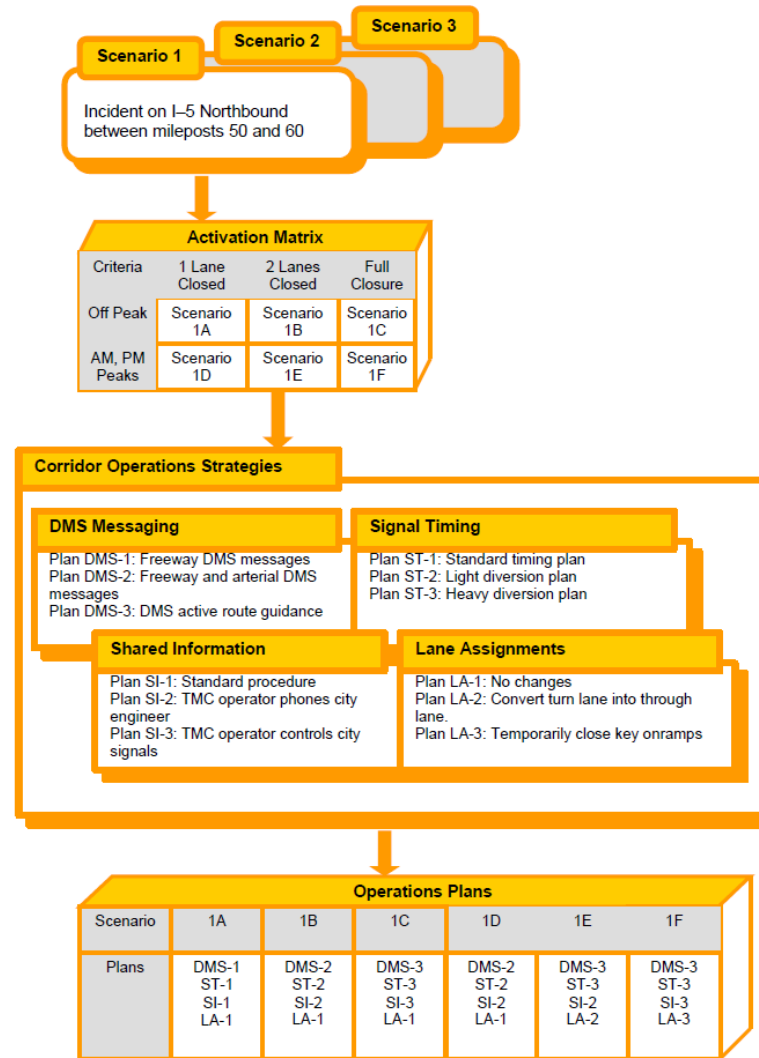 Scenario 1
Scenario 2
Scenario 3
Incident on I–5 Northbound
between mileposts 50 and 60
Activation Matrix
Criteria
1 Lane
Closed
2 Lanes
Closed
Full
Closure
Off Peak
Scenario
1A
Scenario
1B
Scenario
1C
AM, PM
Peaks
Scenario
1D
Scenario
1E
Scenario
1F
Corridor Operations Strategies
DMS Messaging
Plan DMS-1: Freeway DMS messages
Plan DMS-2: Freeway and arterial DMS
messages
Plan DMS-3: DMS active route guidance
Signal Timing
Plan ST-1: Standard timing plan
Plan ST-2: Light diversion plan
Plan ST-3: Heavy diversion plan
Shared Information
Plan SI-1: Standard procedure
Plan SI-2: TMC operator phones city
engineer
Plan SI-3: TMC operator controls city
signals
Lane Assignments
Plan LA-1: No changes
Plan LA-2: Convert turn lane into through
lane.
Plan LA-3: Temporarily close key onramps
Operations Plans
Scenario 1A 1B 1C 1D 1E 1F
Plans DMS-1 DMS-2 DMS-3 DMS-2 DMS-3 DMS-3
ST-1 ST-2 ST-3 ST-2 ST-3 ST-3
SI-1 SI-2 SI-3 SI-2 SI-2 SI-3
LA-1 LA-1 LA-1 LA-1 LA-2 LA-3